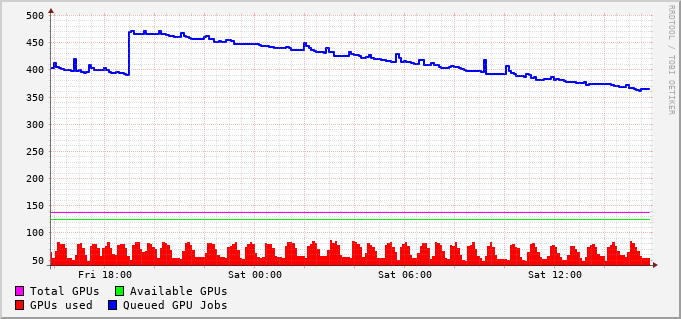 500
450
400
350
300
250
200
150
100
50
Fri 18:00 Sat 00:00 Sat 06:00 Sat 12:00
Total GPUs Available GPUs
GPUs used Queued GPU Jobs
RRDTOOL / TOBI OETIKER